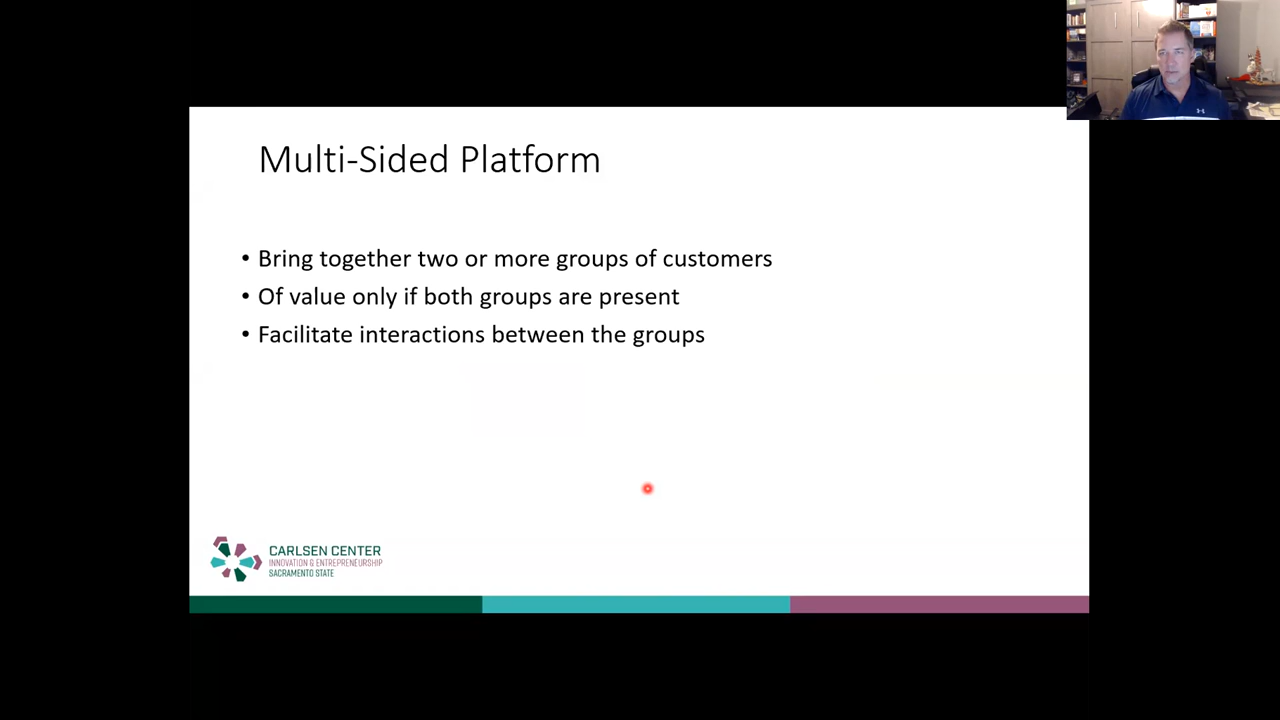 Multi-Sided Platform
• Bring together two or more groups of customers
• Of value only if both groups are present
• Facilitate interactions between the groups
CARLSEN CENTER
INNOVATION & ENTREPRENEURSHIP
SACRAMENTO STATE